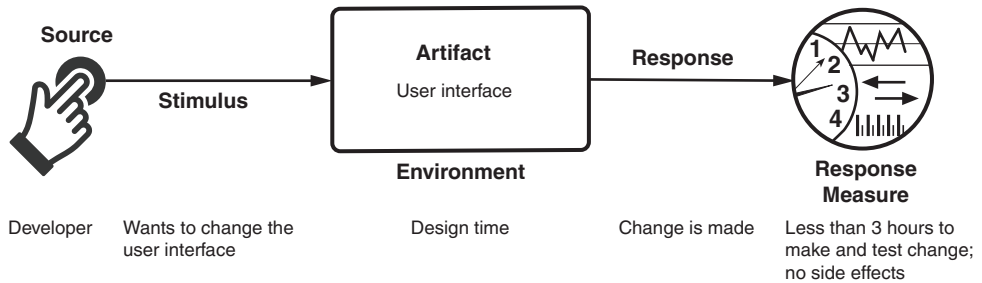 Source
Stimulus
Artifact
User interface
Environment
Response
1
2
3
4
Response
Measure
Developer
Wants to change the
user interface
Design time
Change is made
Less than 3 hours to
make and test change;
no side effects